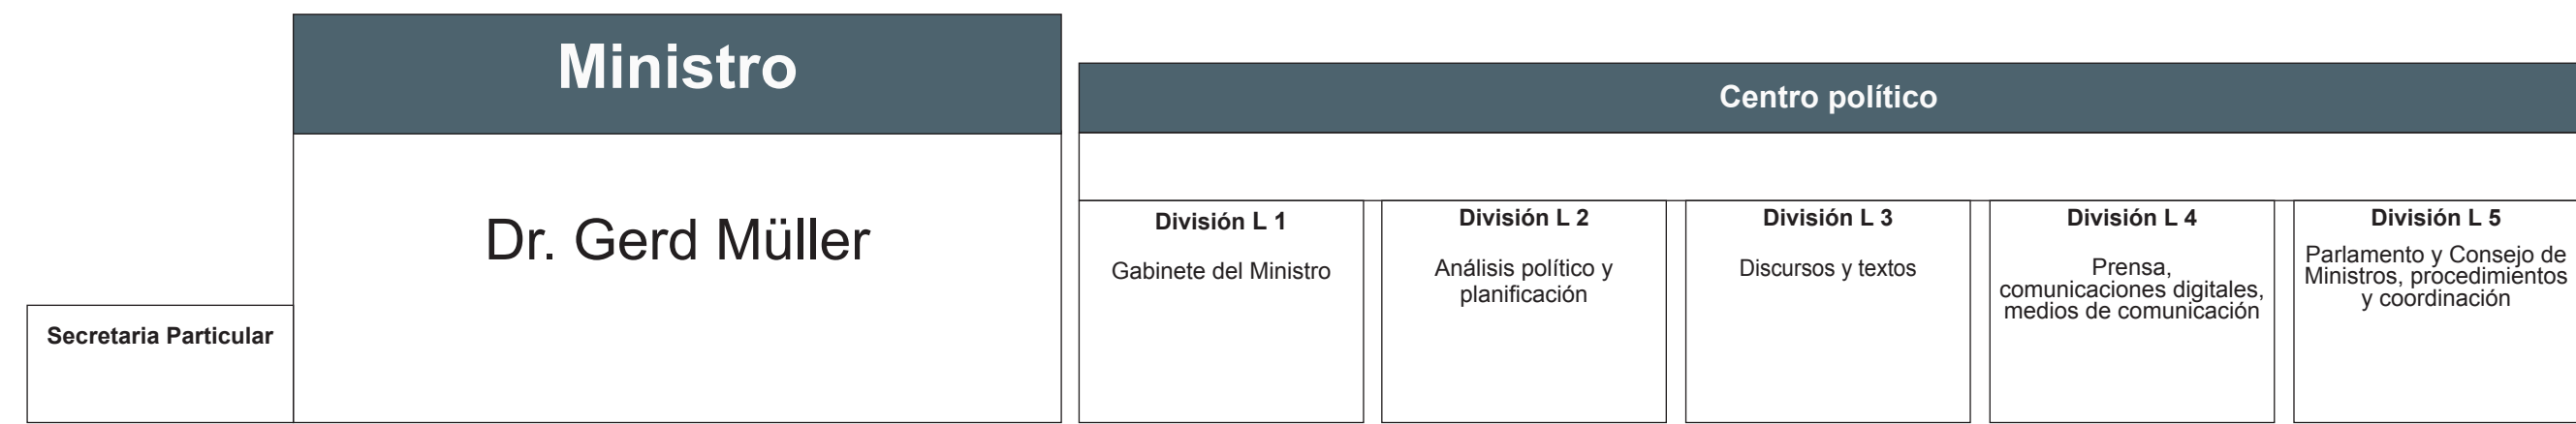 Ministro
Dr. Gerd Müller
Secretaria Particular
Centro político
División L 1
Gabinete del Ministro
División L 2
Análisis político y
planificación
División L 3
Discursos y textos
División L 4
Prensa,
comunicaciones digitales,
medios de comunicación
División L 5
Parlamento y Consejo de
Ministros, procedimientos
y coordinación